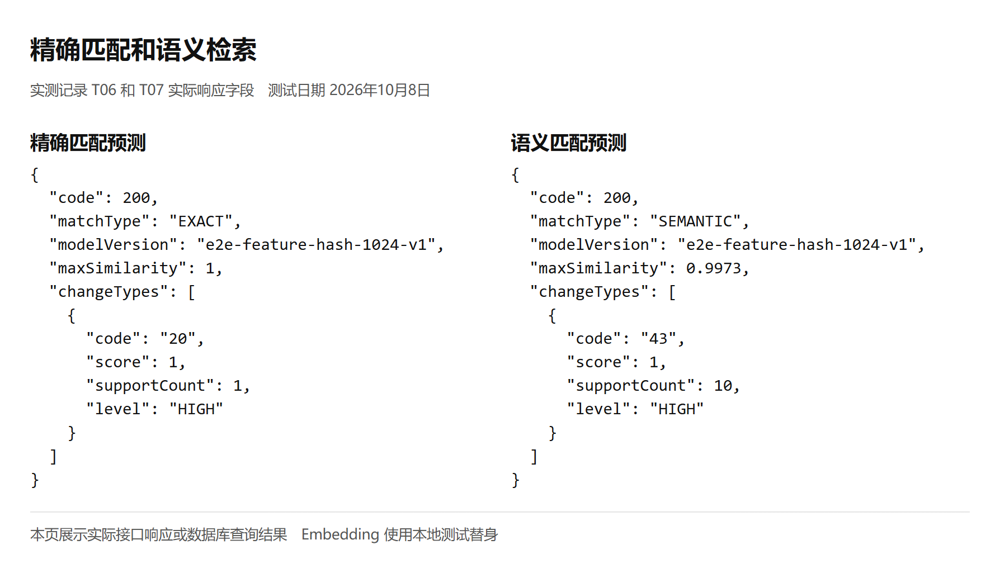 精确匹配和语义检索
实测记录 T06 和 T07 实际响应字段　测试日期 2026年10月8日
精确匹配预测
{
  "code": 200,
  "matchType": "EXACT",
  "modelVersion": "e2e-feature-hash-1024-v1",
  "maxSimilarity": 1,
  "changeTypes": [
    {
      "code": "20",
      "score": 1,
      "supportCount": 1,
      "level": "HIGH"
    }
  ]
}
语义匹配预测
{
  "code": 200,
  "matchType": "SEMANTIC",
  "modelVersion": "e2e-feature-hash-1024-v1",
  "maxSimilarity": 0.9973,
  "changeTypes": [
    {
      "code": "43",
      "score": 1,
      "supportCount": 10,
      "level": "HIGH"
    }
  ]
}
本页展示实际接口响应或数据库查询结果　Embedding 使用本地测试替身